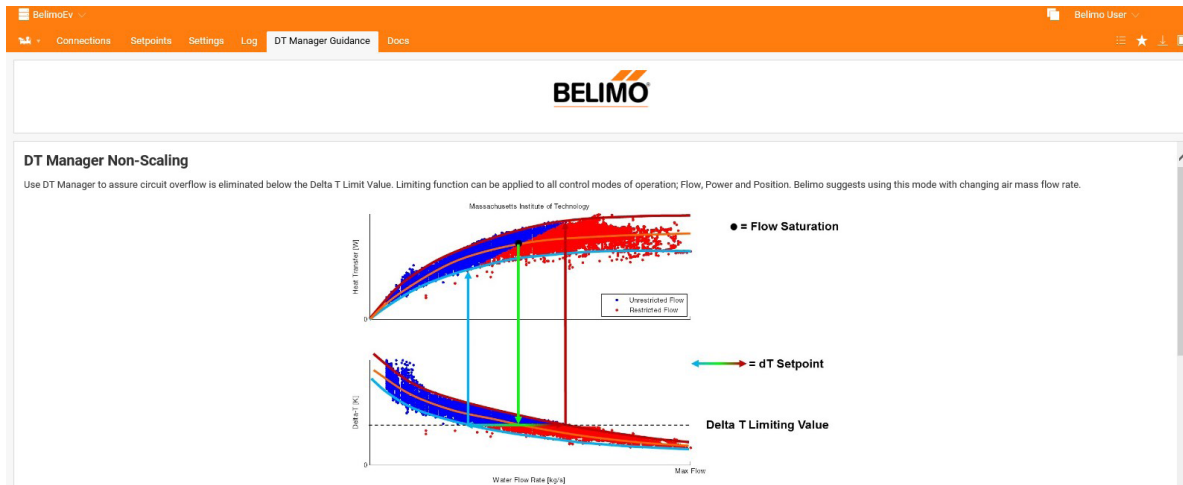 BelimoEv
Belimo User
Connections Setpoints Settings Log DT Manager Guidance Docs
BELIMO
DT Manager Non-Scaling
Use DT Manager to assure circuit overflow is eliminated below the Delta T Limit Value. Limiting function can be applied to all control modes of operation; Flow, Power and Position. Belimo suggests using this mode with changing air mass flow rate.
Massachusetts Institute of Technology
= Flow Saturation
Heat Transfer [W]
Unrestricted Flow
Restricted Flow
0
= dT Setpoint
Delta-T [K]
Delta T Limiting Value
0
Max Flow
Water Flow Rate [kg/s]